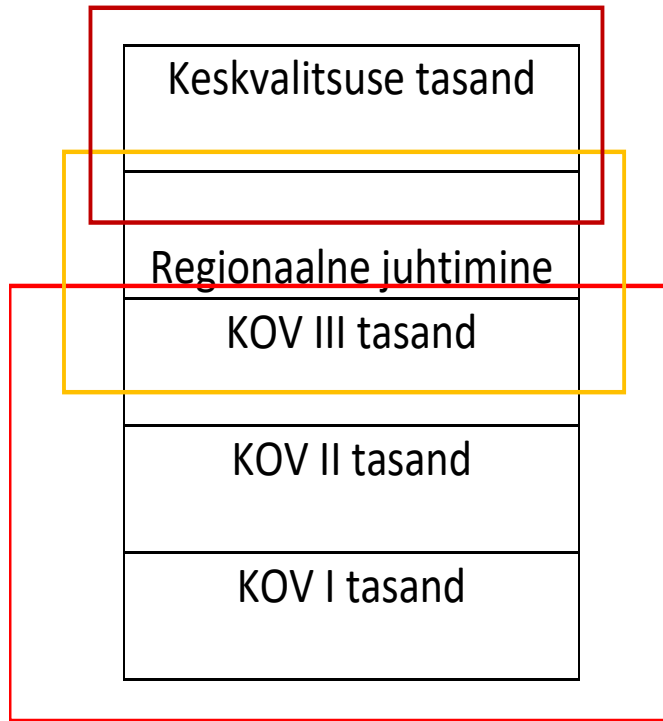 Keskvalitsuse tasand
Regionaalne juhtimine
KOV III tasand
KOV II tasand
KOV I tasand